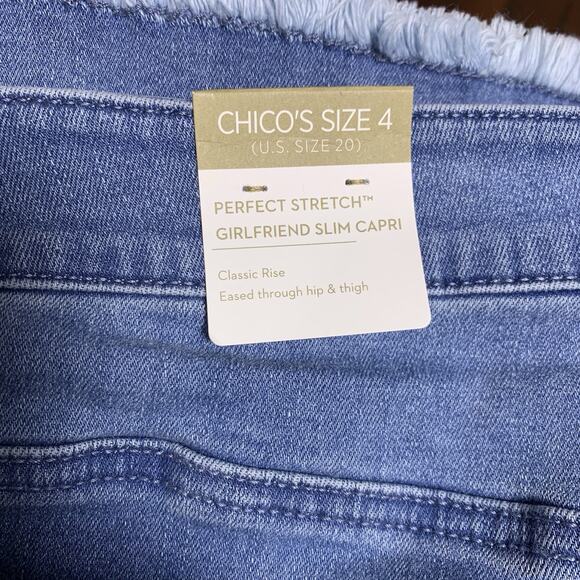 CHICO'S SIZE 4
(U.S. SIZE 20)
PERFECT STRETCH™
GIRLFRIEND SLIM CAPRI
Classic Rise
Eased through hip & thigh